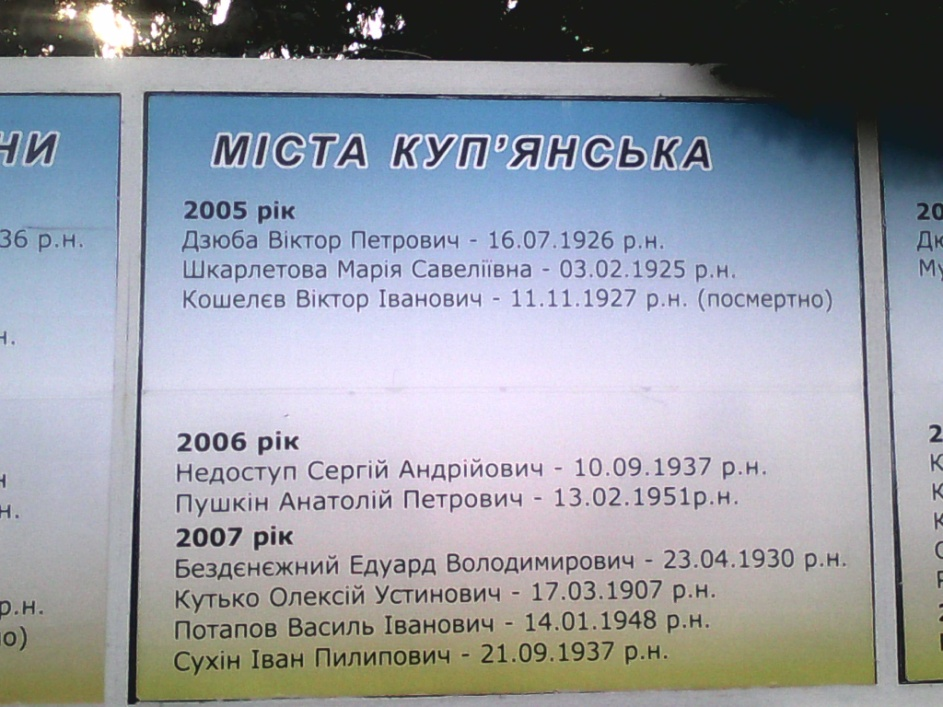 НИ
МІСТА КУП'ЯНСЬКА
36 р.н.
2005 рік
Дзюба Віктор Петрович - 16.07.1926 р.н.
Шкарлетова Марія Савеліївна - 03.02.1925 р.н.
Кошелєв Віктор Іванович - 11.11.1927 р.н. (посмертно)
2006 рік
Недоступ Сергій Андрійович - 10.09.1937 р.н.
Пушкін Анатолій Петрович - 13.02.1951р.н.
2007 рік
Бездєнєжний Едуард Володимирович - 23.04.1930 р.н.
Кутько Олексій Устинович - 17.03.1907 р.н.
Потапов Василь Іванович - 14.01.1948 р.н.
Сухін Іван Пилипович - 21.09.1937 р.н.
р.н.